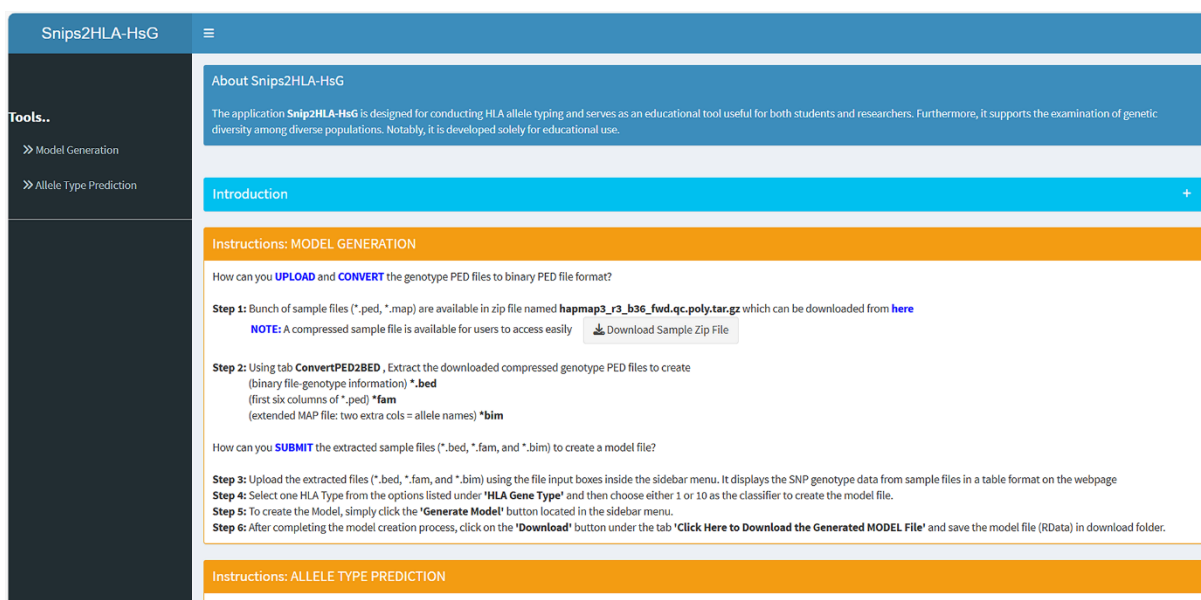 Snips2HLA-HsG
☰
Tools..
Model Generation
Allele Type Prediction
About Snips2HLA-HsG
The application Snip2HLA-HsG is designed for conducting HLA allele typing and serves as an educational tool useful for both students and researchers. Furthermore, it supports the examination of genetic
diversity among diverse populations. Notably, it is developed solely for educational use.
Introduction +
Instructions: MODEL GENERATION
How can you UPLOAD and CONVERT the genotype PED files to binary PED file format?
Step 1: Bunch of sample files (*.ped, *.map) are available in zip file named hapmap3_r3_b36_fwd.qc.poly.tar.gz which can be downloaded from here
NOTE: A compressed sample file is available for users to access easily Download Sample Zip File
Step 2: Using tab ConvertPED2BED , Extract the downloaded compressed genotype PED files to create
(binary file-genotype information) *.bed
(first six columns of *.ped) *fam
(extended MAP file: two extra cols = allele names) *bim
How can you SUBMIT the extracted sample files (*.bed, *.fam, and *.bim) to create a model file?
Step 3: Upload the extracted files (*.bed, *.fam, and *.bim) using the file input boxes inside the sidebar menu. It displays the SNP genotype data from sample files in a table format on the webpage
Step 4: Select one HLA Type from the options listed under 'HLA Gene Type' and then choose either 1 or 10 as the classifier to create the model file.
Step 5: To create the Model, simply click the 'Generate Model' button located in the sidebar menu.
Step 6: After completing the model creation process, click on the 'Download' button under the tab 'Click Here to Download the Generated MODEL File' and save the model file (RData) in download folder.
Instructions: ALLELE TYPE PREDICTION